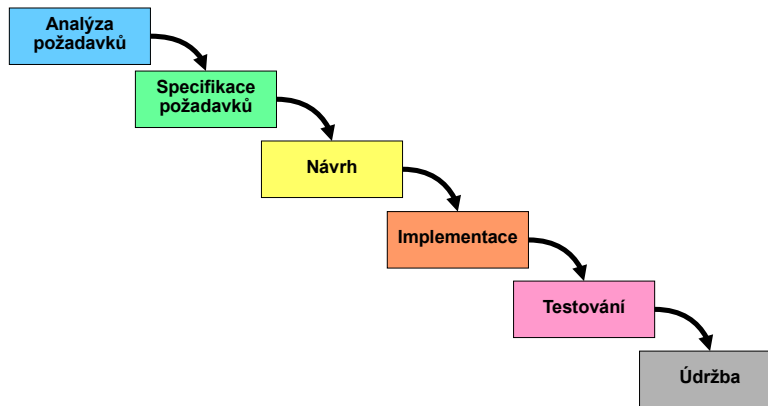 Analýza
požadavků
Specifikace
požadavků
Návrh
Implementace
Testování
Údržba